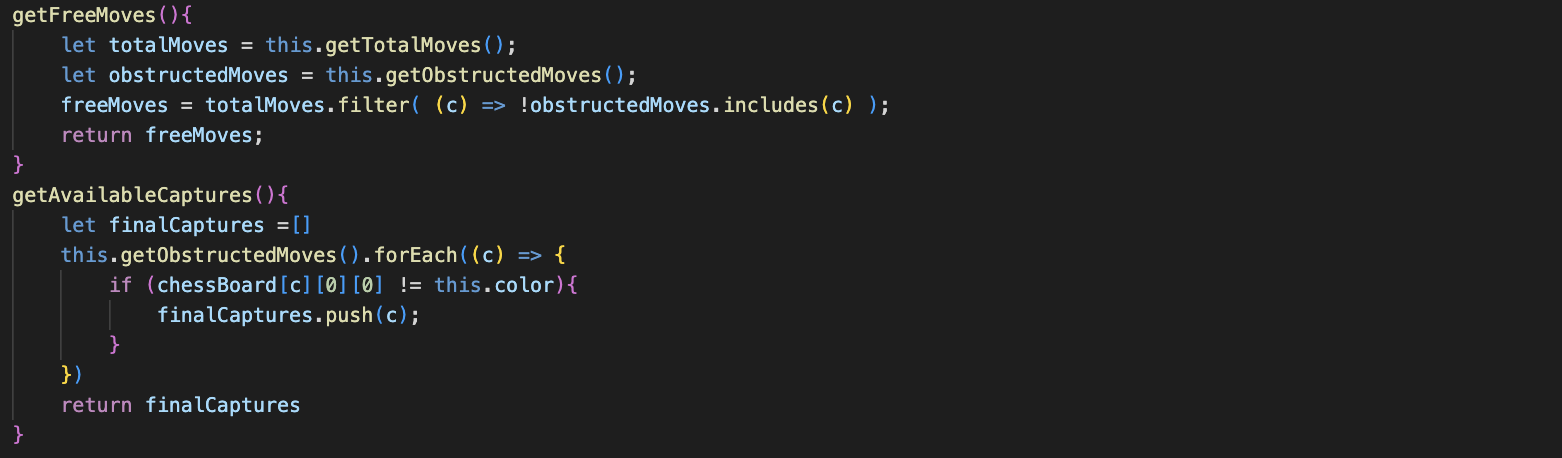 getFreeMoves(){
    let totalMoves = this.getTotalMoves();
    let obstructedMoves = this.getObstructedMoves();
    freeMoves = totalMoves.filter( (c) => !obstructedMoves.includes(c) );
    return freeMoves;
}
getAvailableCaptures(){
    let finalCaptures =[]
    this.getObstructedMoves().forEach((c) => {
        if (chessBoard[c][0][0] != this.color){
            finalCaptures.push(c);
        }
    })
    return finalCaptures
}